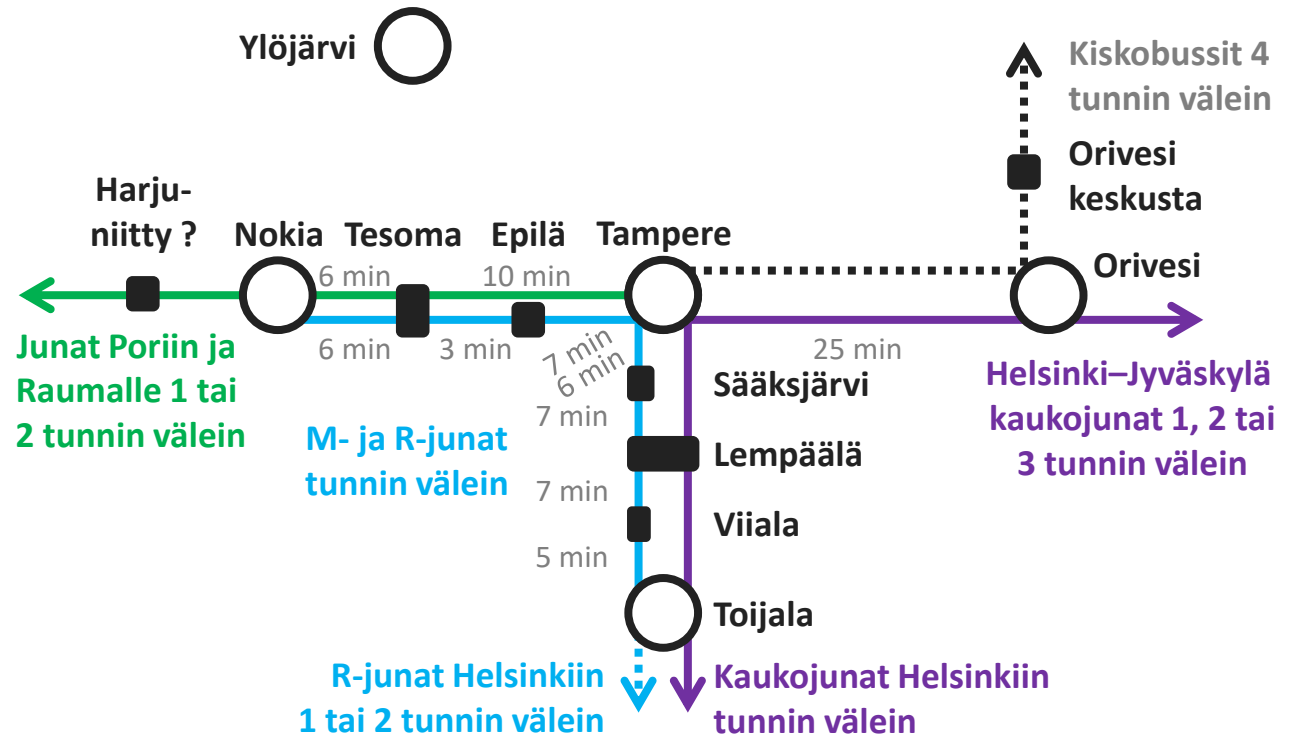 Ylöjärvi
Kiskobussit 4
tunnin välein
Orivesi
keskusta
Harju-
niitty ?
Nokia
Tesoma
Epilä
Tampere
Orivesi
6 min
10 min
6 min
3 min
7 min
6 min
25 min
Junat Poriin ja
Raumalle 1 tai
2 tunnin välein
M- ja R-junat
tunnin välein
Helsinki–Jyväskylä
kaukojunat 1, 2 tai
3 tunnin välein
Sääksjärvi
7 min
Lempäälä
7 min
Viiala
5 min
Toijala
R-junat Helsinkiin
1 tai 2 tunnin välein
Kaukojunat Helsinkiin
tunnin välein